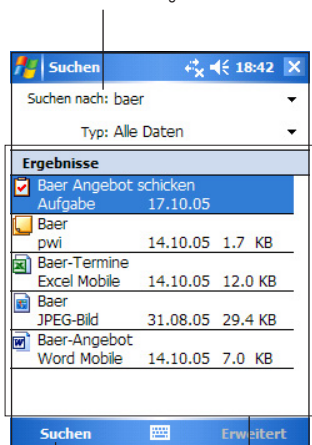 Suchen 18:42
Suchen nach: baer
Typ: Alle Daten
Ergebnisse
Baer Angebot schicken
Aufgabe 17.10.05
Baer
pwi 14.10.05 1.7 KB
Baer-Termine
Excel Mobile 14.10.05 12.0 KB
Baer
JPEG-Bild 31.08.05 29.4 KB
Baer-Angebot
Word Mobile 14.10.05 7.0 KB
Suchen Erweitert